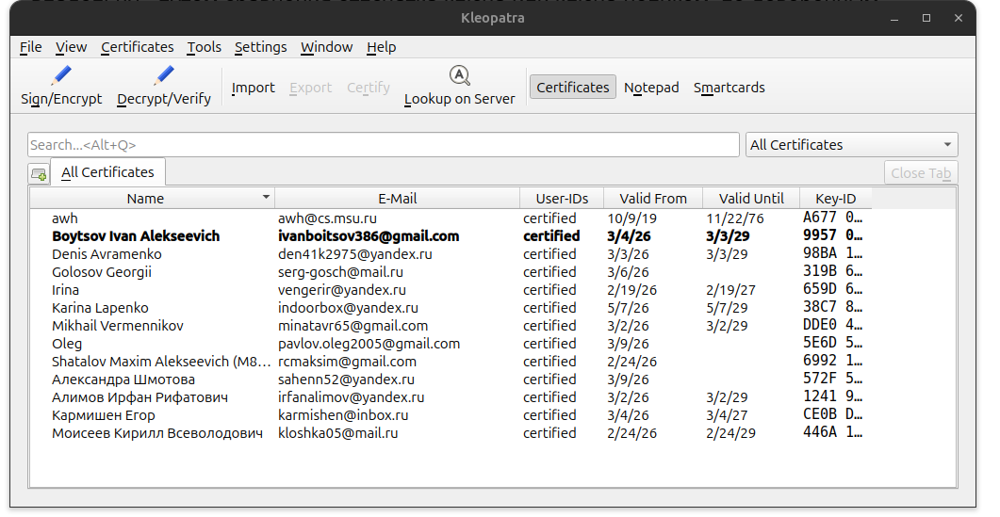 Kleopatra
File View Certificates Tools Settings Window Help
Sign/Encrypt Decrypt/Verify Import Export Certify Lookup on Server Certificates Notepad Smartcards
Search...<Alt+Q> All Certificates
All Certificates Close Tab
Name E-Mail User-IDs Valid From Valid Until Key-ID
awh awh@cs.msu.ru certified 10/9/19 11/22/76 A677 0...
Boytsov Ivan Alekseevich ivanboitsov386@gmail.com certified 3/4/26 3/3/29 9957 0...
Denis Avramenko den41k2975@yandex.ru certified 3/3/26 3/3/29 98BA 1...
Golosov Georgii serg-gosch@mail.ru certified 3/6/26 319B 6...
Irina vengerir@yandex.ru certified 2/19/26 2/19/27 659D 6...
Karina Lapenko indoorbox@yandex.ru certified 5/7/26 5/7/29 38C7 8...
Mikhail Vermennikov minatavr65@gmail.com certified 3/2/26 3/2/29 DDE0 4...
Oleg pavlov.oleg2005@gmail.com certified 3/9/26 5E6D 5...
Shatalov Maxim Alekseevich (M8... rcmaksim@gmail.com certified 2/24/26 6992 1...
Александра Шмотова sahenn52@yandex.ru certified 3/9/26 572F 5...
Алимов Ирфан Рифатович irfanalimov@yandex.ru certified 3/2/26 3/2/29 1241 9...
Кармишен Егор karmishen@inbox.ru certified 3/4/26 3/4/27 CE0B D...
Моисеев Кирилл Всеволодович kloshka05@mail.ru certified 2/24/26 2/24/29 446A 1...